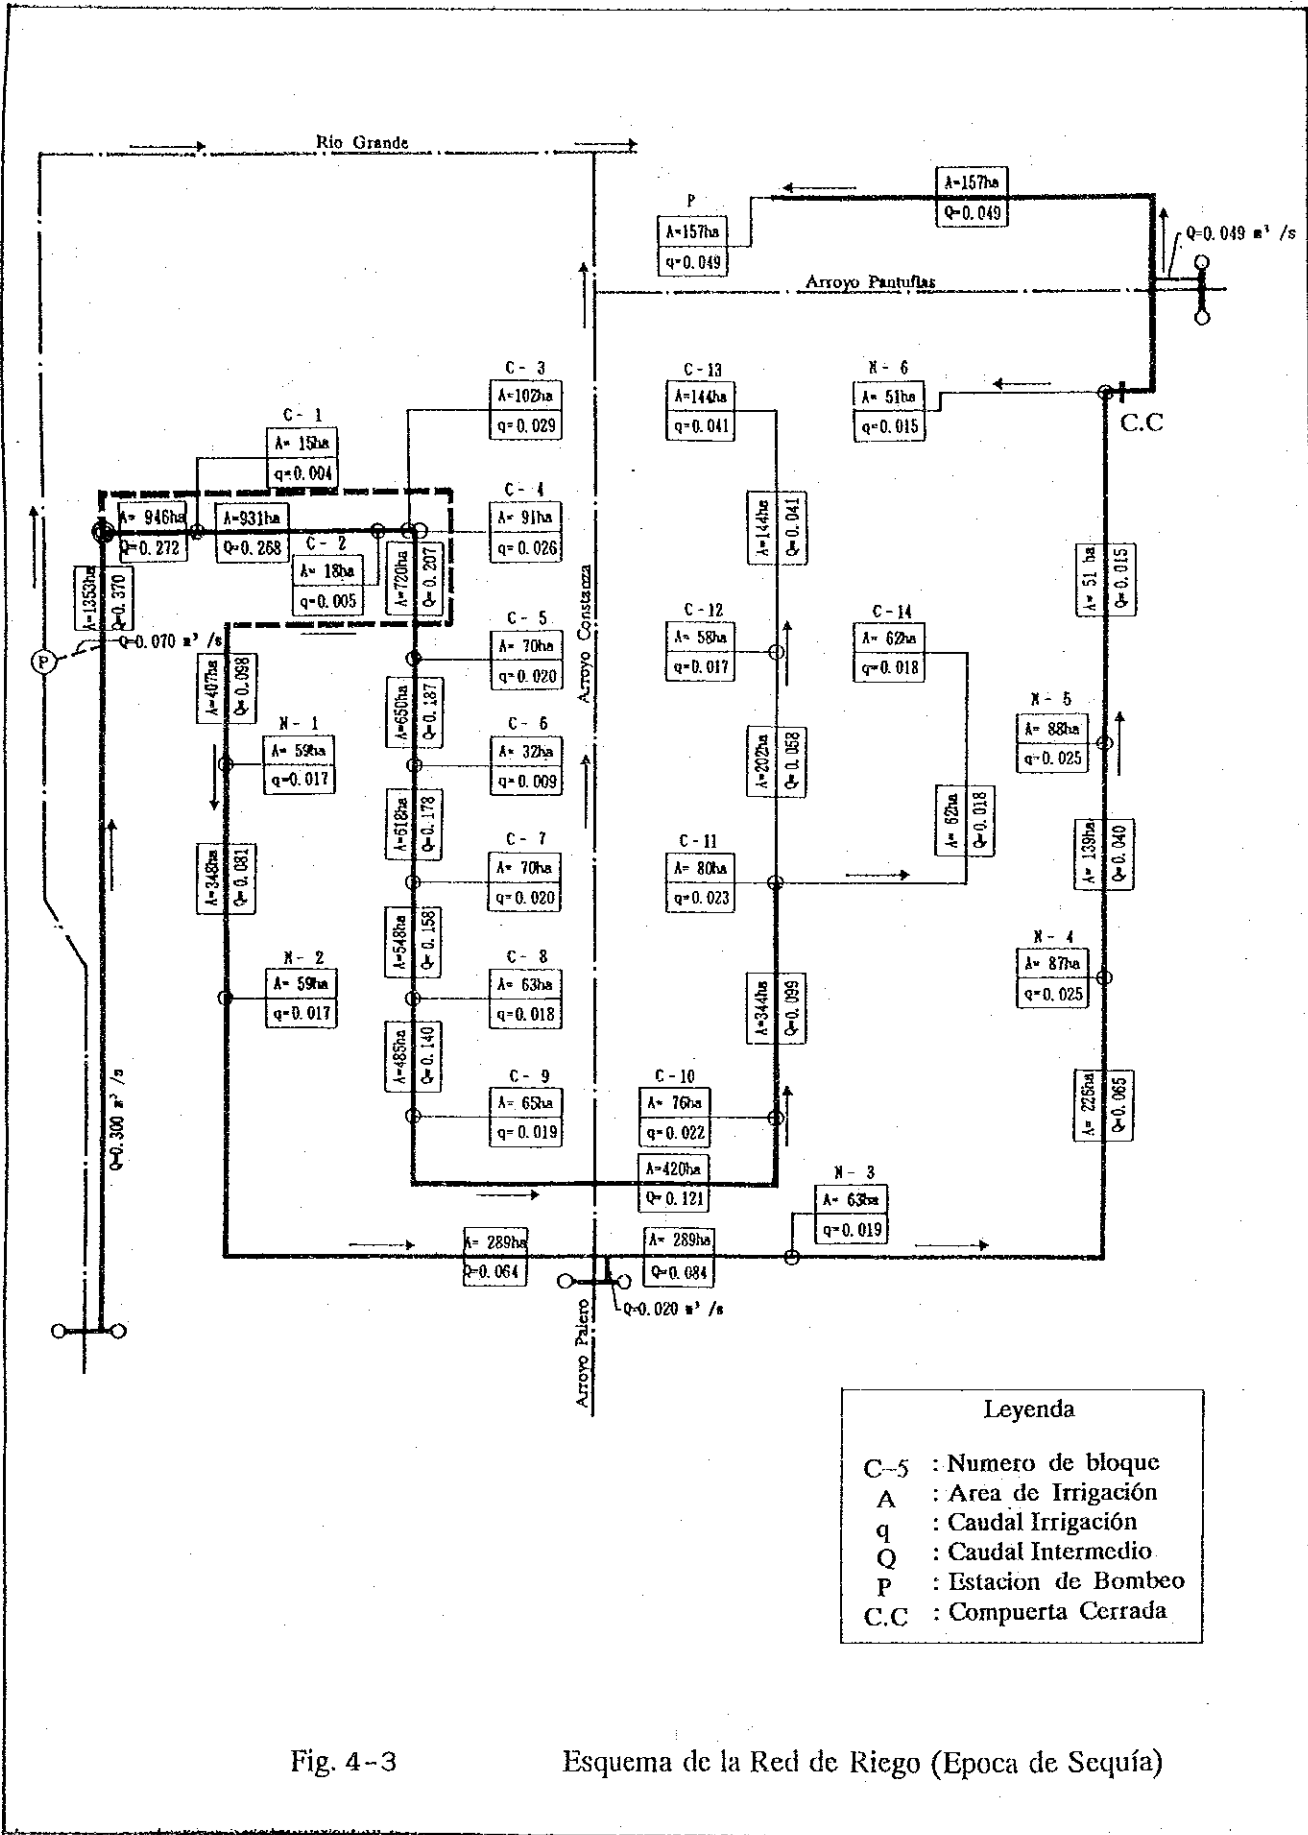 Rio Grande
A=157ha
Q=0.049
P
A=157ha
q=0.049
Q=0.049 m³ /s
Arroyo Pantuflas
C - 3
A=102ha
q=0.029
C - 13
A=144ha
q=0.041
N - 6
A= 51ha
q=0.015
C.C
C - 1
A= 15ha
q=0.004
C - 4
A= 91ha
q=0.026
A= 946ha
Q=0.272
A=931ha
Q=0.268
C - 2
A= 18ha
q=0.005
A=720ha
Q=0.207
A=144ha
Q=0.041
A= 51 ha
Q=0.015
A=1353ha
Q=0.370
Q=0.070 m³ /s
P
Arroyo Constanza
C - 5
A= 70ha
q=0.020
C - 12
A= 58ha
q=0.017
C - 14
A= 62ha
q=0.018
A=407ha
Q=0.098
A=650ha
Q=0.187
N - 1
A= 59ha
q=0.017
C - 6
A= 32ha
q=0.009
A=202ha
Q=0.058
N - 5
A= 88ha
q=0.025
A=618ha
Q=0.178
A= 62ha
Q=0.018
A=348ha
Q=0.081
C - 7
A= 70ha
q=0.020
C - 11
A= 80ha
q=0.023
A= 139ha
Q=0.040
A=548ha
Q=0.158
N - 2
A= 59ha
q=0.017
C - 8
A= 63ha
q=0.018
A=344ha
Q=0.099
N - 4
A= 87ha
q=0.025
A=485ha
Q=0.140
C - 9
A= 65ha
q=0.019
C - 10
A= 76ha
q=0.022
A= 226ha
Q=0.065
Q=0.300 m³ /s
A=420ha
Q=0.121
N - 3
A= 63ha
q=0.019
A= 289ha
Q=0.064
A= 289ha
Q=0.084
Q=0.020 m³ /s
Arroyo Palero
Leyenda
C-5 : Numero de bloque
A : Area de Irrigación
q : Caudal Irrigación
Q : Caudal Intermedio
P : Estacion de Bombeo
C.C : Compuerta Cerrada
Fig. 4-3 Esquema de la Red de Riego (Epoca de Sequía)